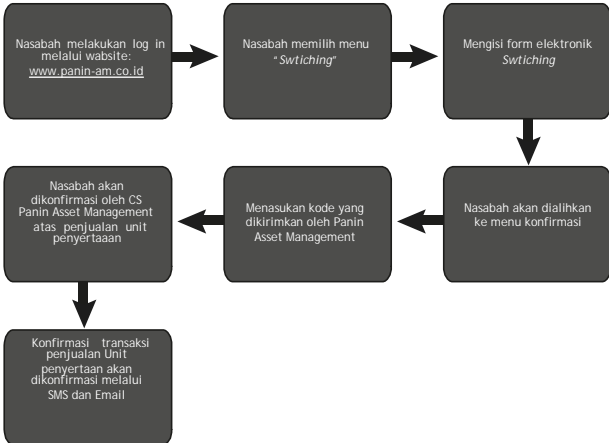 Nasabah melakukan log in
melalui website:
www.panin-am.co.id
Nasabah memilih menu
"Swtiching"
Mengisi form elektronik
Swtiching
Nasabah akan dialihkan
ke menu konfirmasi
Menasukan kode yang
dikirimkan oleh Panin
Asset Management
Nasabah akan
dikonfirmasi oleh CS
Panin Asset Management
atas penjualan unit
penyertaaan
Konfirmasi transaksi
penjualan Unit
penyertaan akan
dikonfirmasi melalui
SMS dan Email